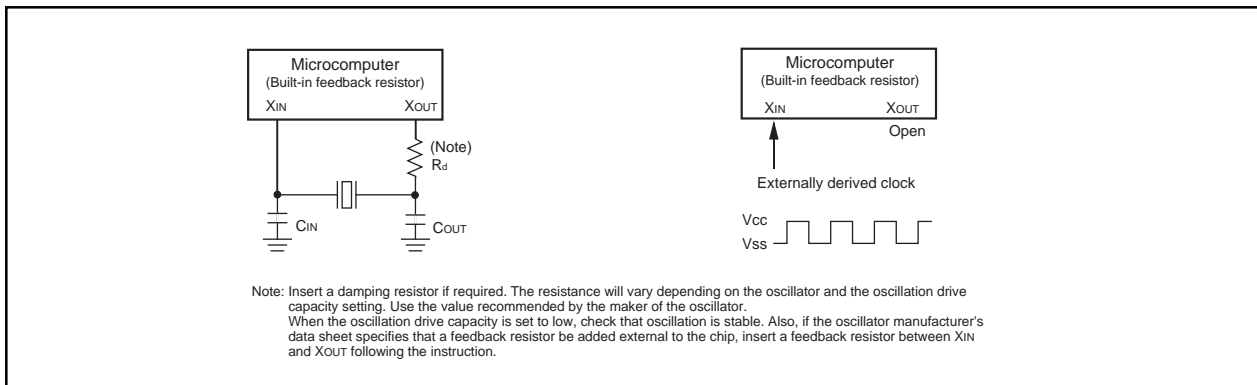 Microcomputer
(Built-in feedback resistor)
XIN XOUT
(Note)
Rd
CIN
COUT
Microcomputer
(Built-in feedback resistor)
XIN XOUT
Open
Externally derived clock
Vcc
Vss
Note: Insert a damping resistor if required. The resistance will vary depending on the oscillator and the oscillation drive
capacity setting. Use the value recommended by the maker of the oscillator.
When the oscillation drive capacity is set to low, check that oscillation is stable. Also, if the oscillator manufacturer's
data sheet specifies that a feedback resistor be added external to the chip, insert a feedback resistor between XIN
and XOUT following the instruction.